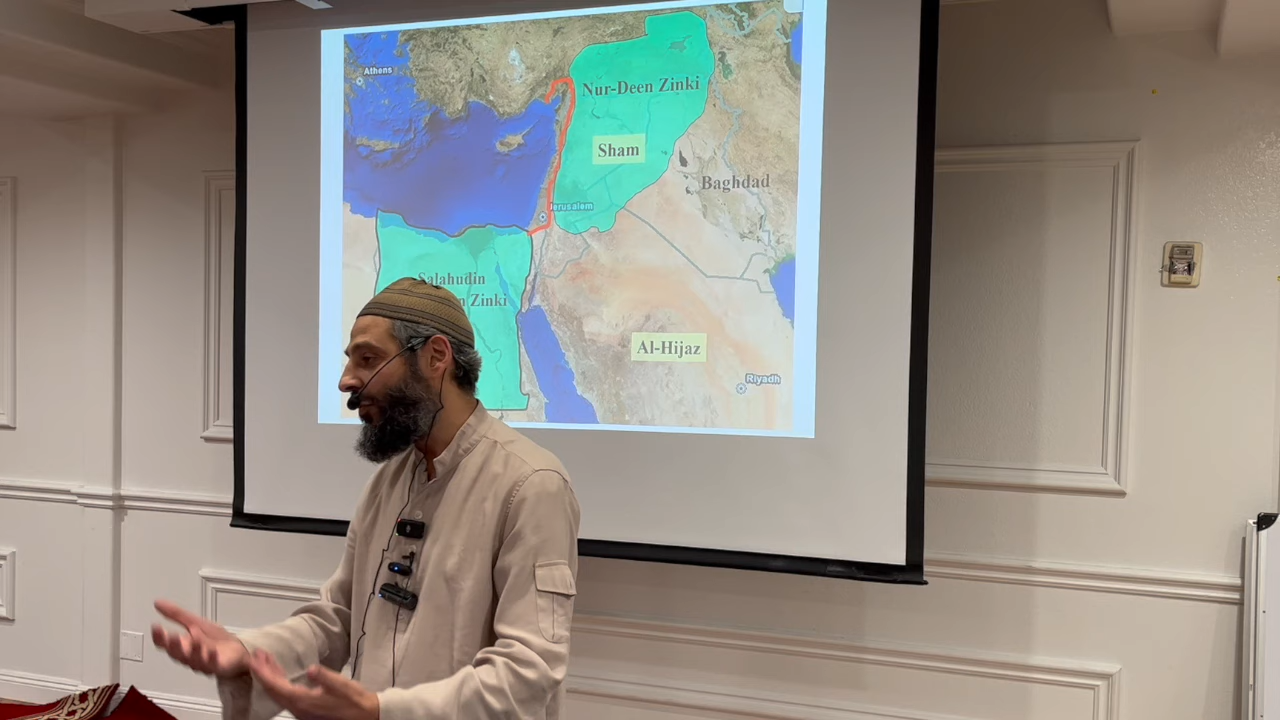 Athens
Nur-Deen Zinki
Sham
Baghdad
Jerusalem
Salahudin
Zinki
Al-Hijaz
Riyadh